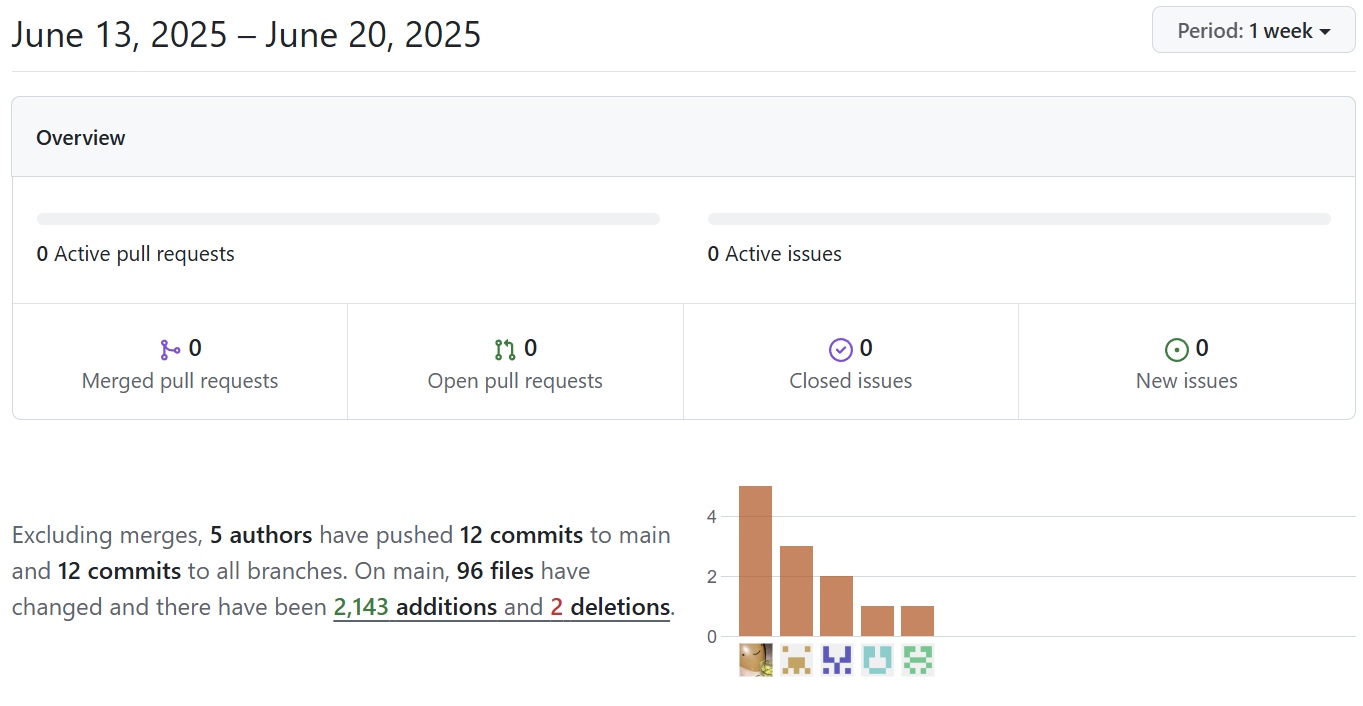 June 13, 2025 – June 20, 2025
Period: 1 week
Overview
0 Active pull requests
0 Active issues
0
Merged pull requests
0
Open pull requests
0
Closed issues
0
New issues
Excluding merges, 5 authors have pushed 12 commits to main
and 12 commits to all branches. On main, 96 files have
changed and there have been 2,143 additions and 2 deletions.
4
2
0